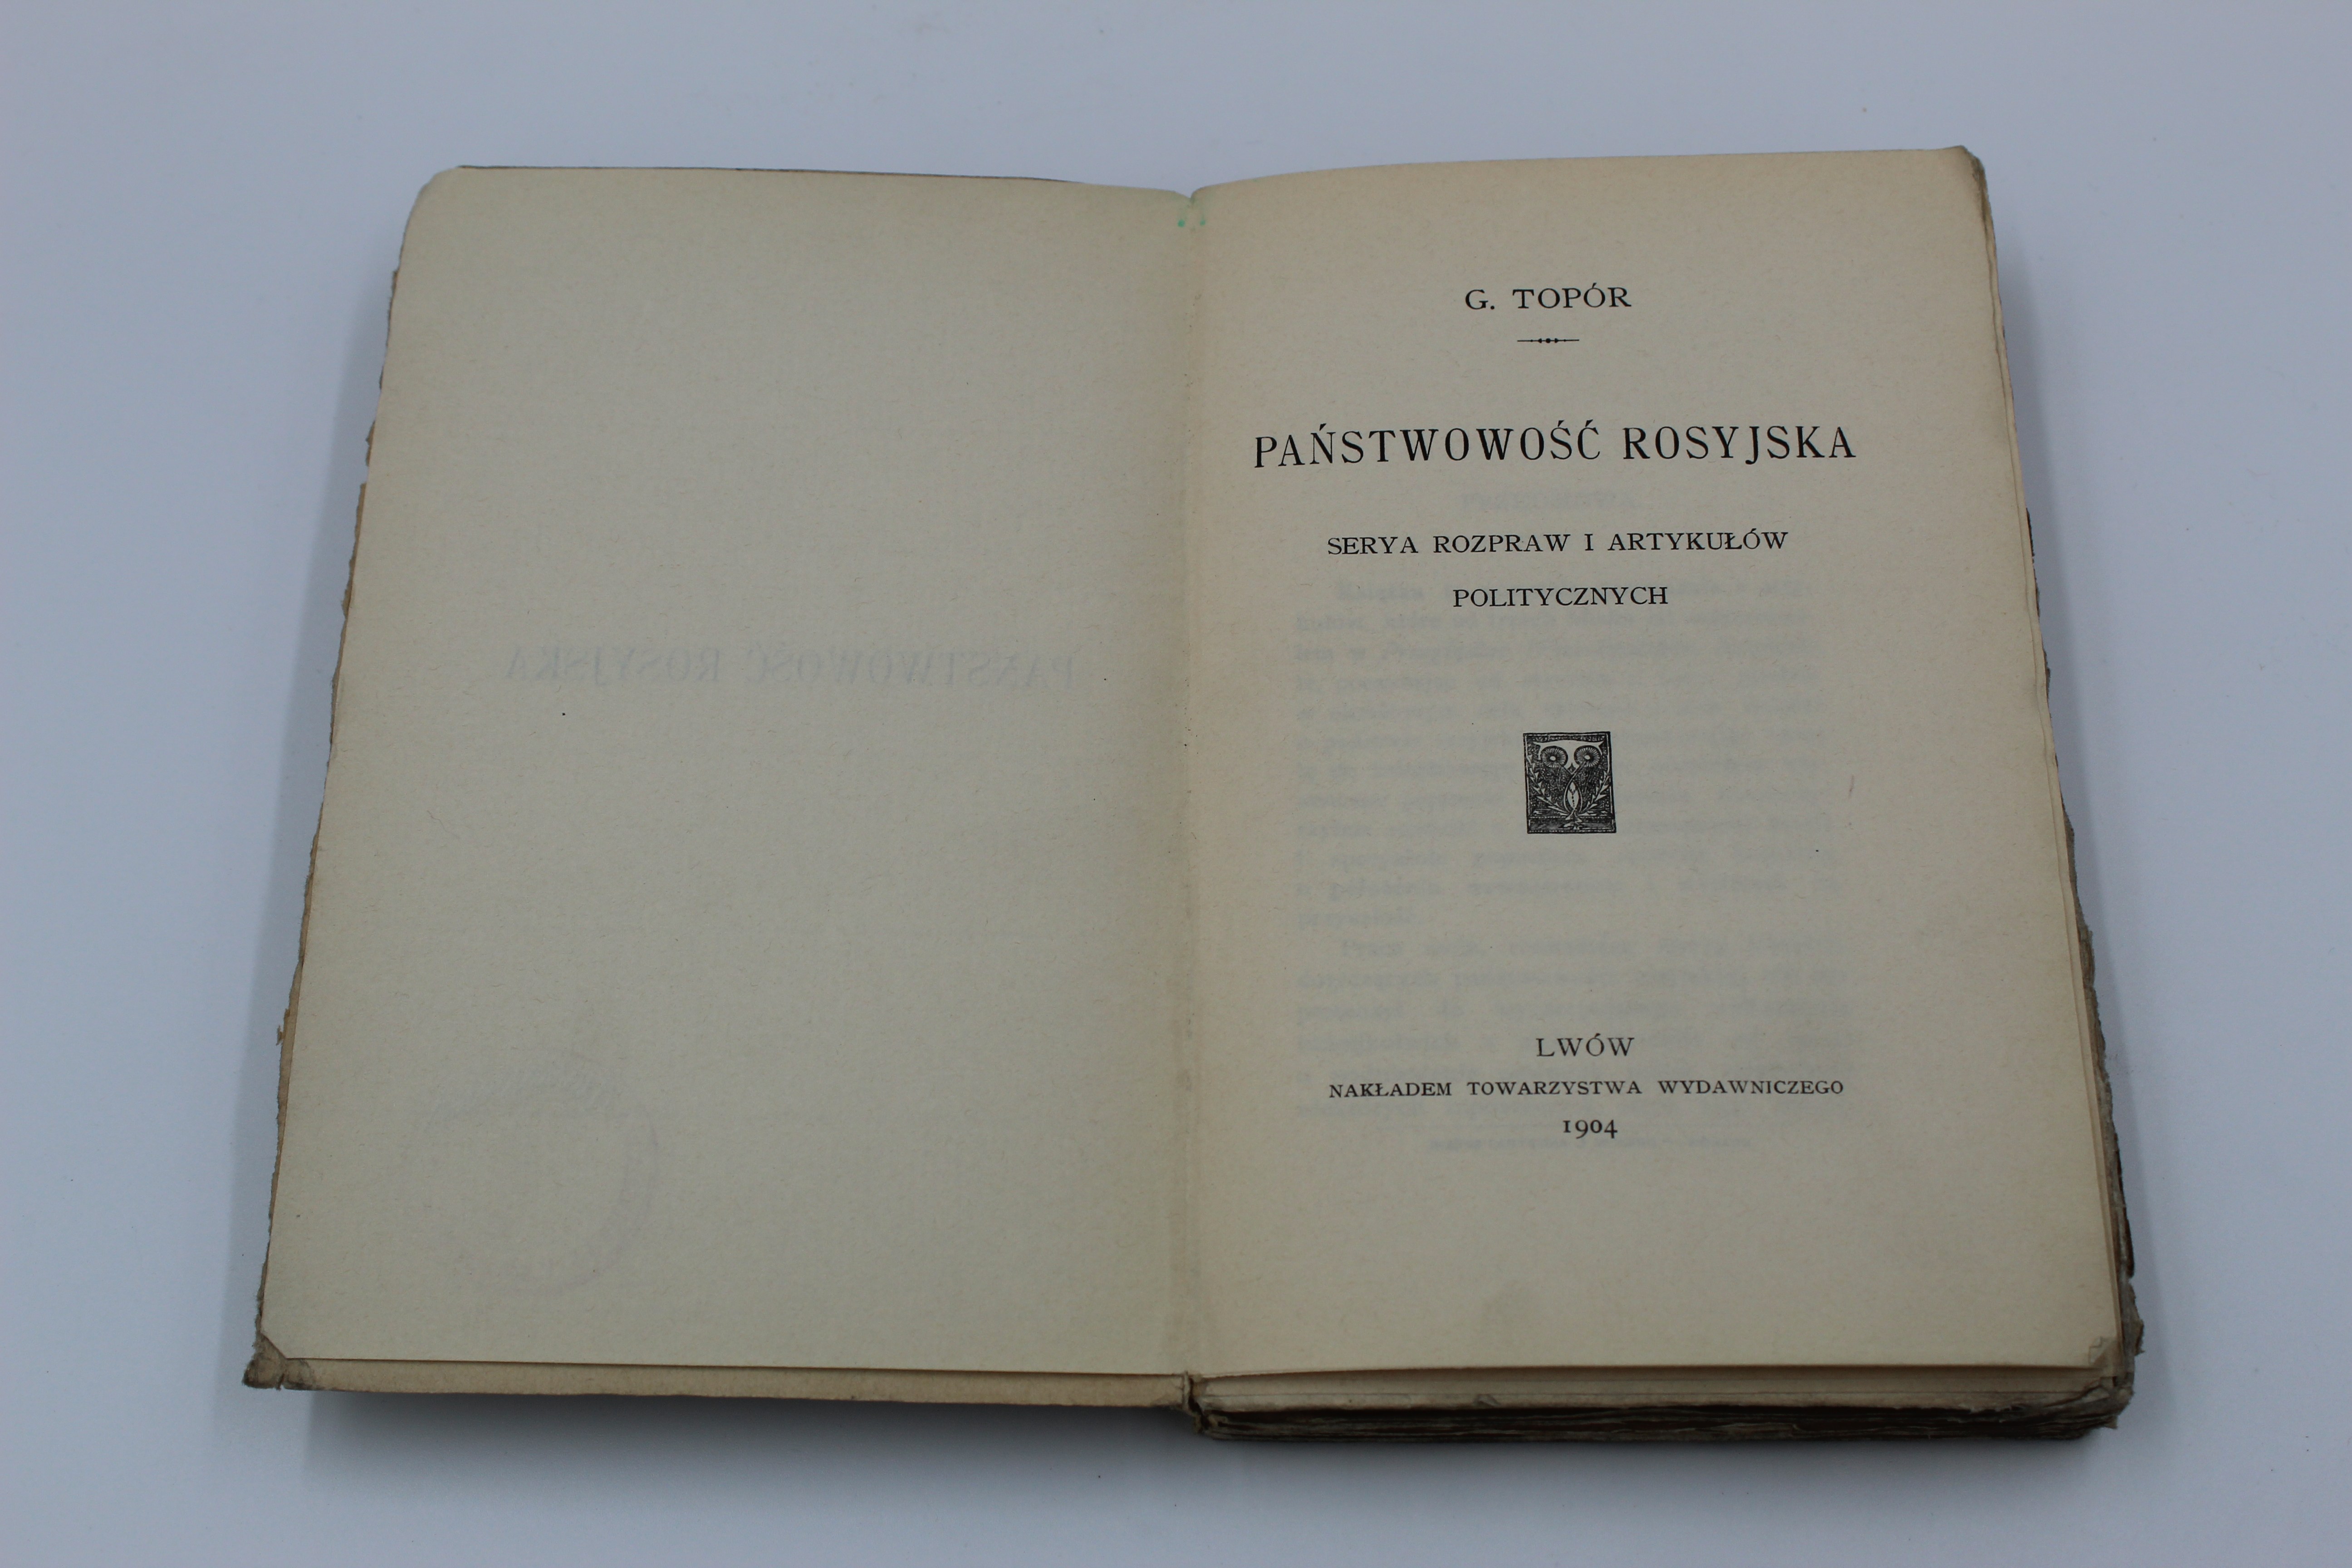 G. TOPÓR
PAŃSTWOWOŚĆ ROSYJSKA
SERYA ROZPRAW I ARTYKUŁÓW
POLITYCZNYCH
LWÓW
NAKŁADEM TOWARZYSTWA WYDAWNICZEGO
1904